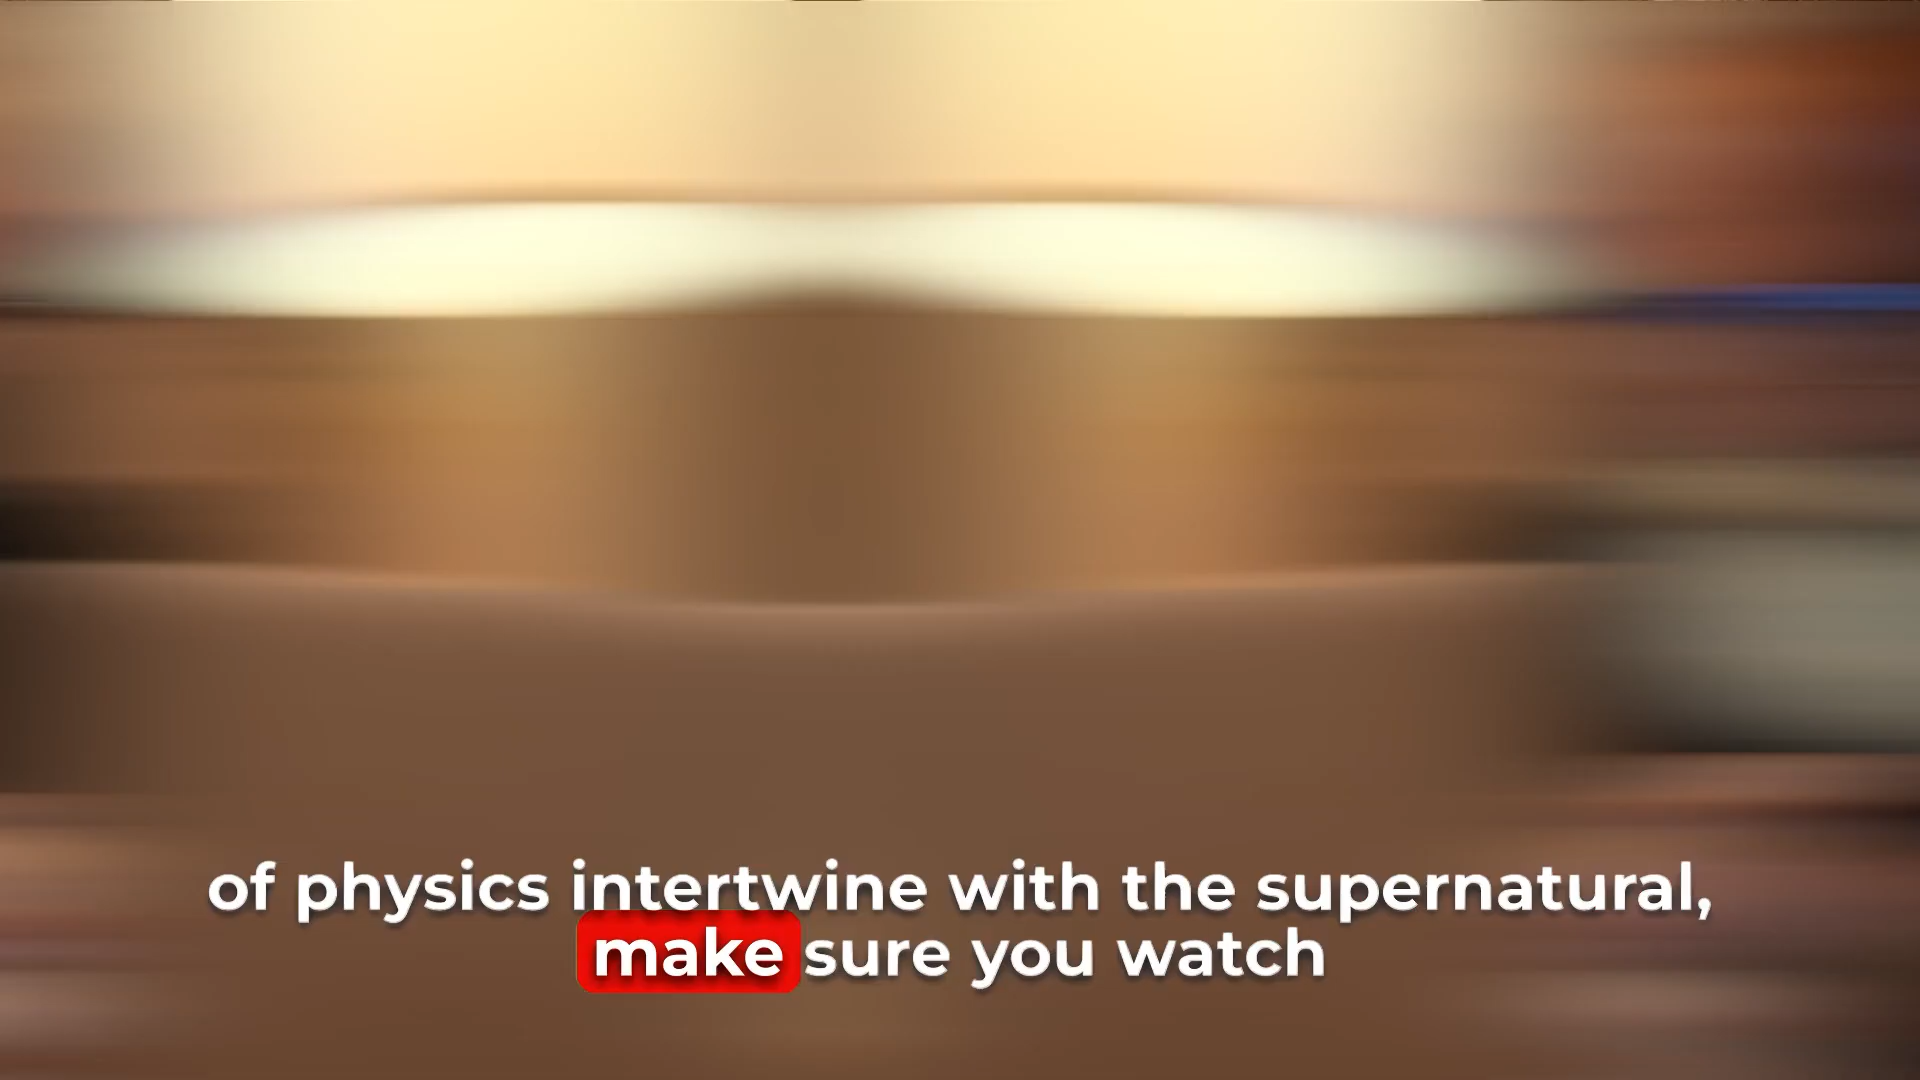 of physics intertwine with the supernatural,
make sure you watch